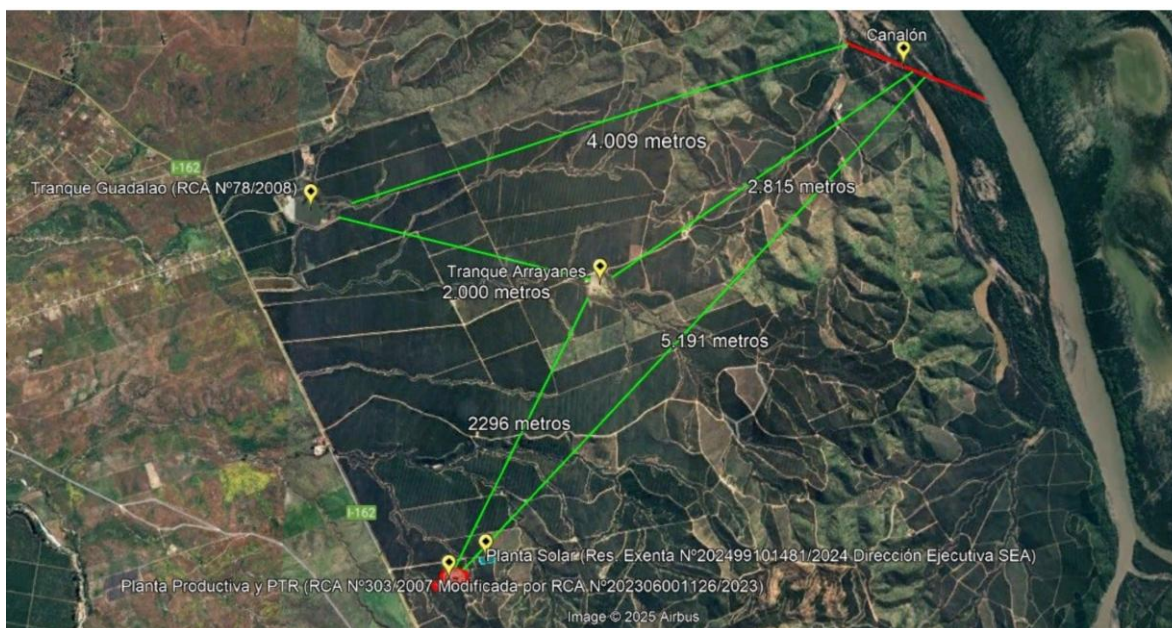 Canalón
4.009 metros
I-162
Tranque Guadalao (RCA Nº78/2008)
2,815 metros
Tranque Arrayanes
2.000 metros
5,191 metros
2296 metros
I-162
Planta Solar (Res. Exenta Nº202499101481/2024 Dirección Ejecutiva SEA)
Planta Productiva y PTR (RCA Nº303/2007 Modificada por RCA Nº202306001126/2023)
Image © 2025 Airbus